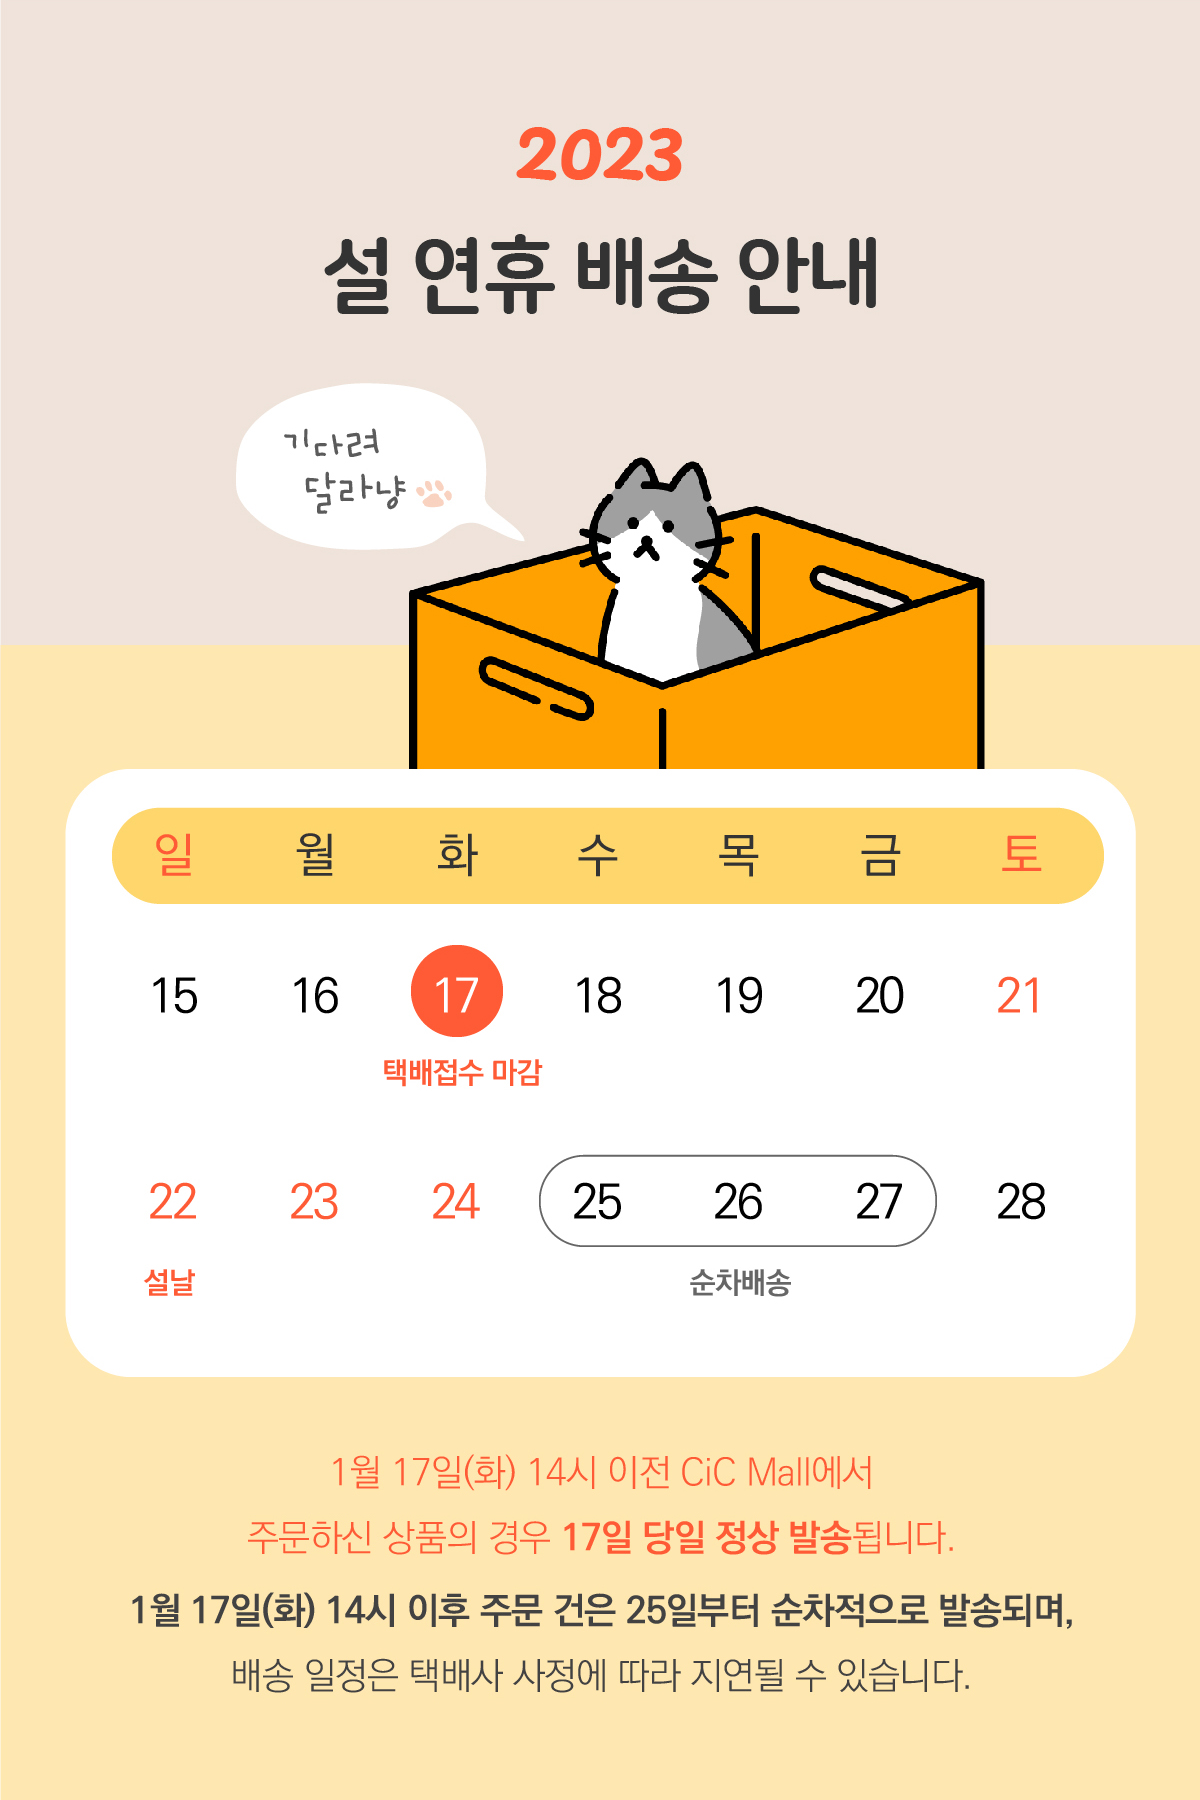 2023
설 연휴 배송 안내
기다려
달라냥
일 월 화 수 목 금 토
15 16 17 18 19 20 21
택배접수 마감
22 23 24 25 26 27 28
설날 순차배송
1월 17일(화) 14시 이전 CiC Mall에서
주문하신 상품의 경우 17일 당일 정상 발송됩니다.
1월 17일(화) 14시 이후 주문 건은 25일부터 순차적으로 발송되며,
배송 일정은 택배사 사정에 따라 지연될 수 있습니다.